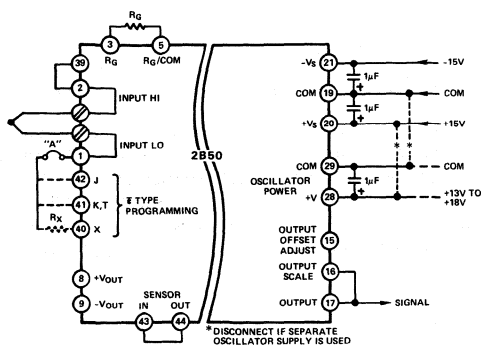 RG
3
5
RG
RG/COM
39
2
INPUT HI
INPUT LO
"A"
1
42
J
41
K,T
TYPE
PROGRAMMING
RX
40
X
8
+VOUT
9
-VOUT
SENSOR
IN
OUT
43
44
2B50
-VS
21
-15V
1μF
+
COM
19
COM
1μF
+
+VS
20
+15V
*
*
COM
29
COM
OSCILLATOR
POWER
1μF
+
+V
28
+13V TO
+18V
OUTPUT
OFFSET
ADJUST
15
OUTPUT
SCALE
16
OUTPUT
17
SIGNAL
*DISCONNECT IF SEPARATE
OSCILLATOR SUPPLY IS USED